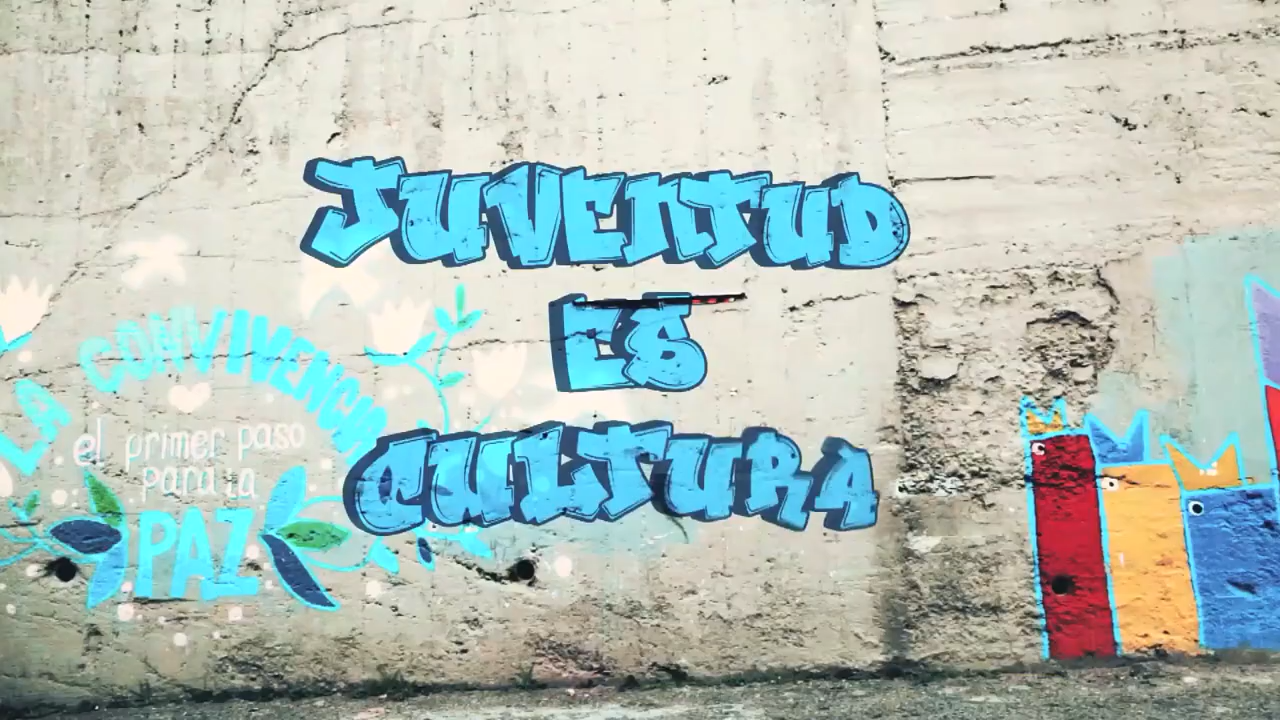 JUVENTUD
ES
CULTURA
LA CONVIVENCIA
el primer paso
para la
PAZ